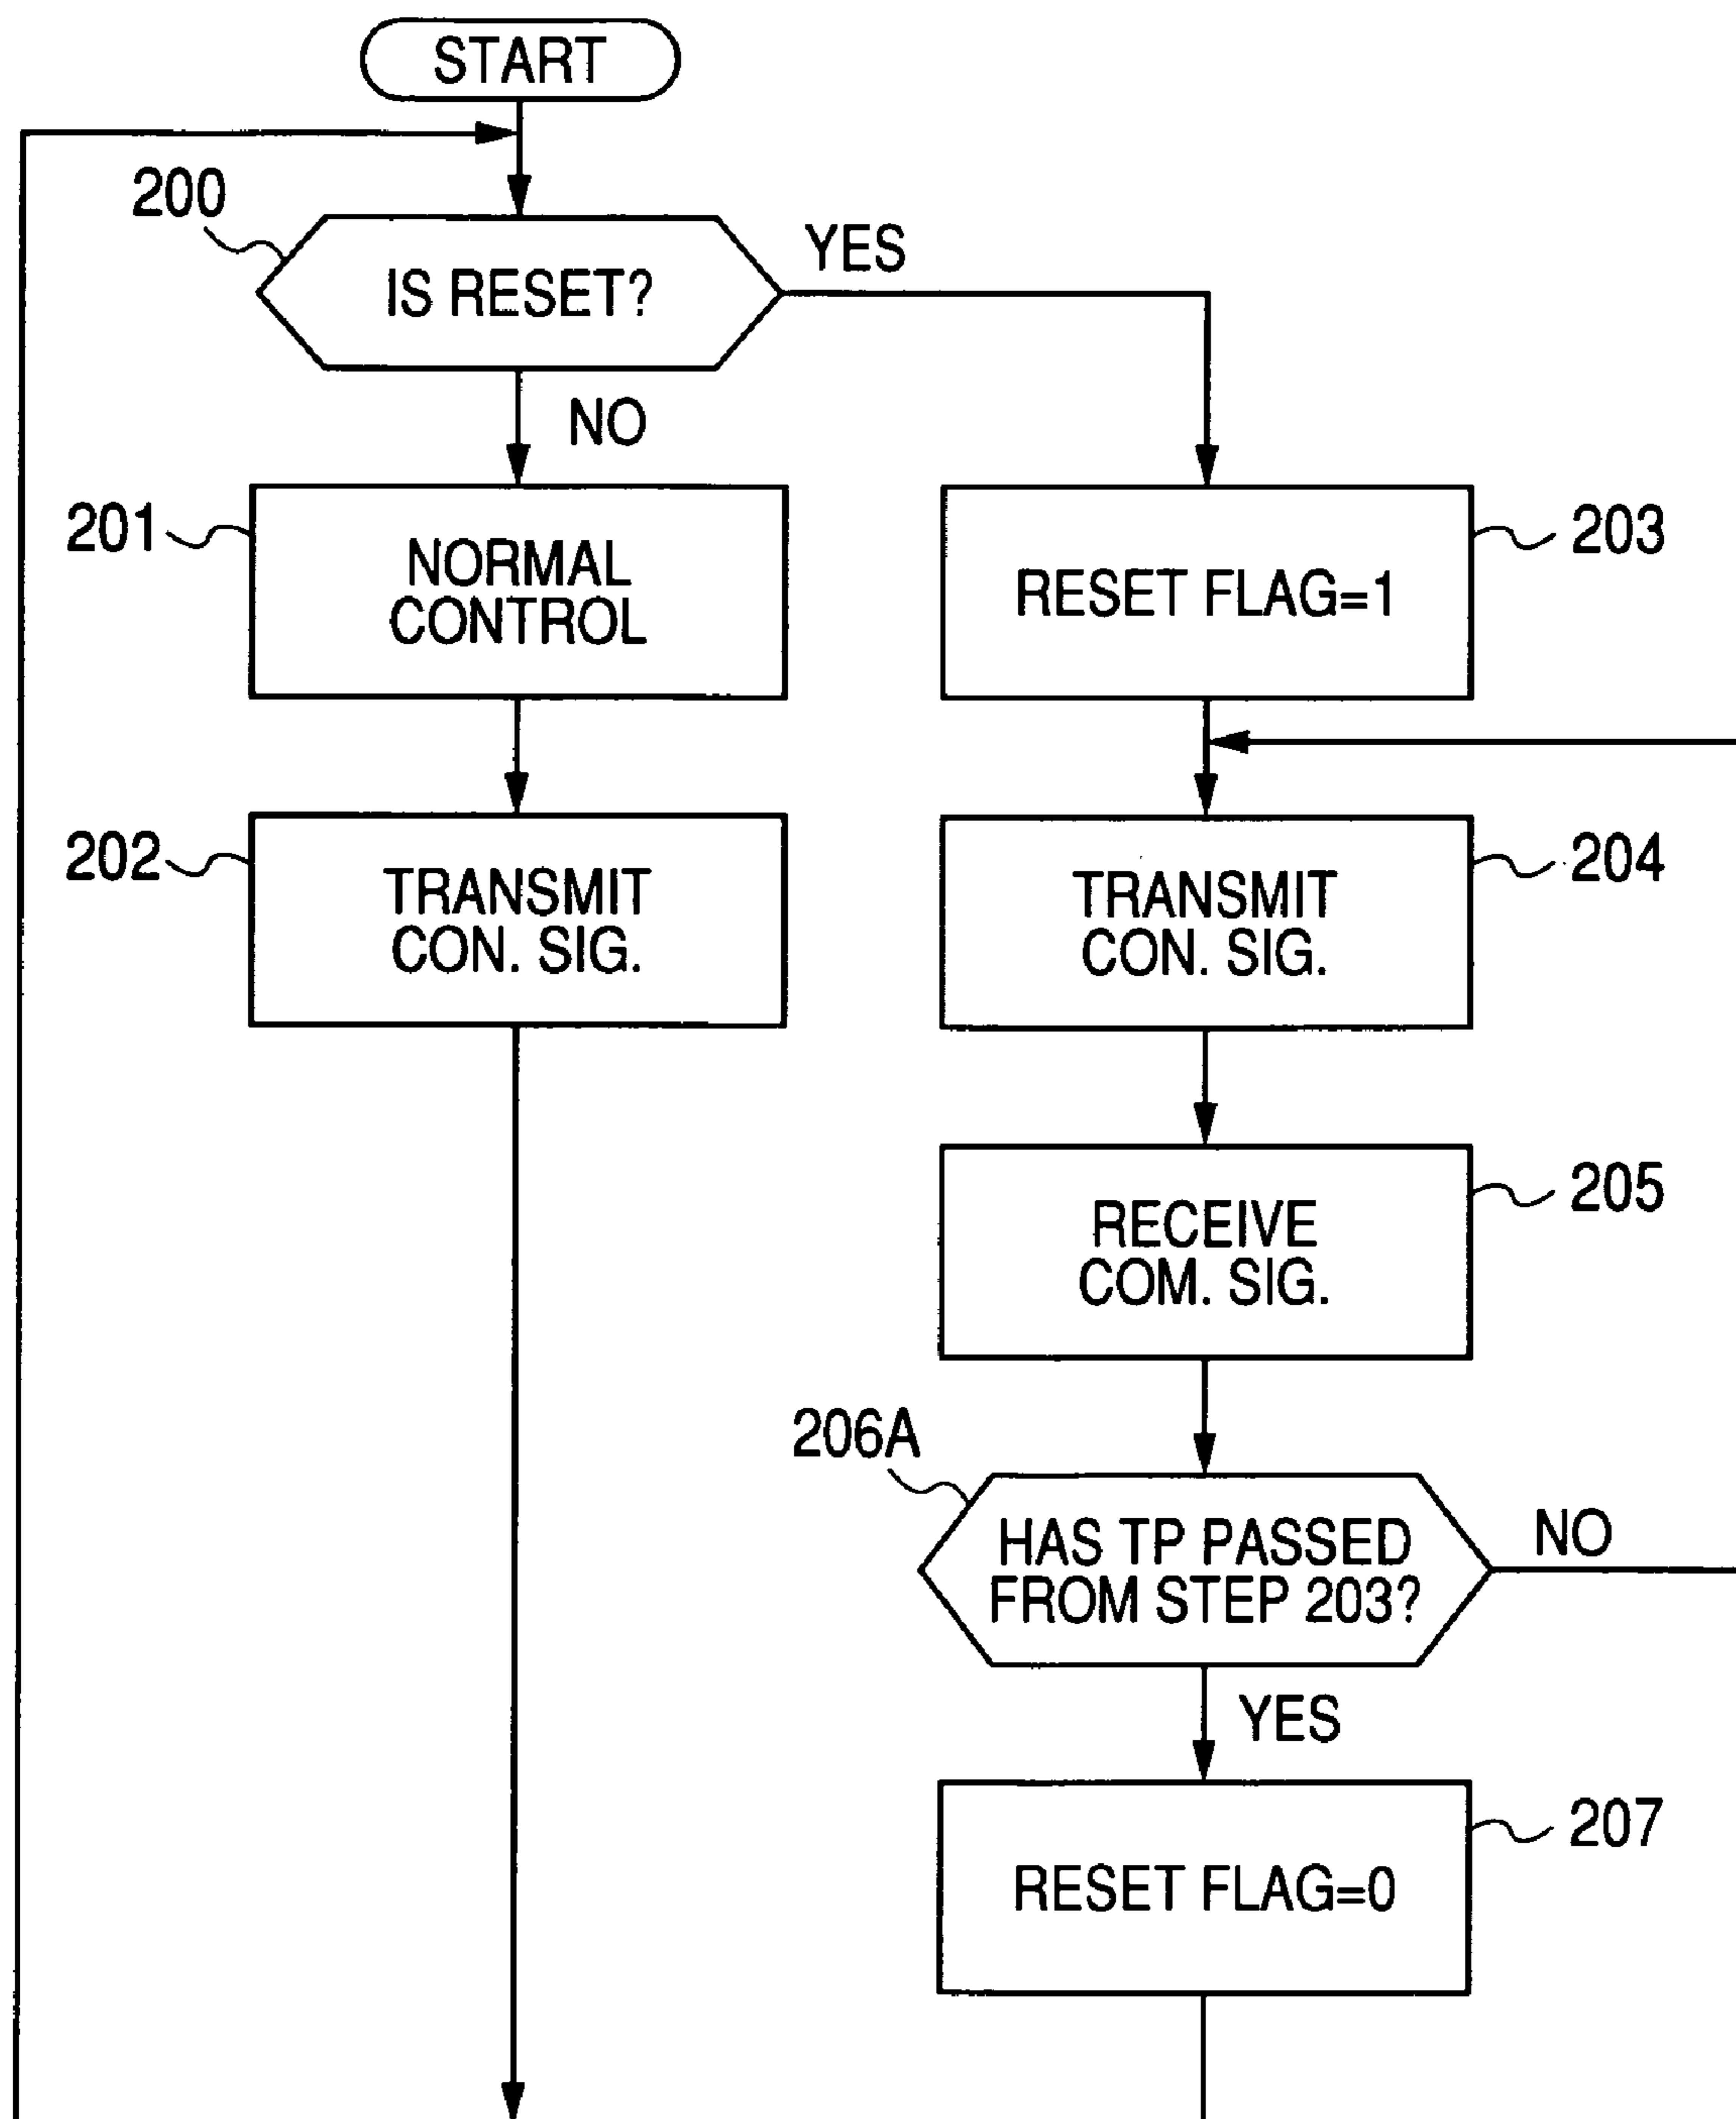 START
200
IS RESET?
YES
NO
201
NORMAL
CONTROL
203
RESET FLAG=1
202
TRANSMIT
CON. SIG.
204
TRANSMIT
CON. SIG.
205
RECEIVE
COM. SIG.
206A
HAS TP PASSED
FROM STEP 203?
NO
YES
207
RESET FLAG=0